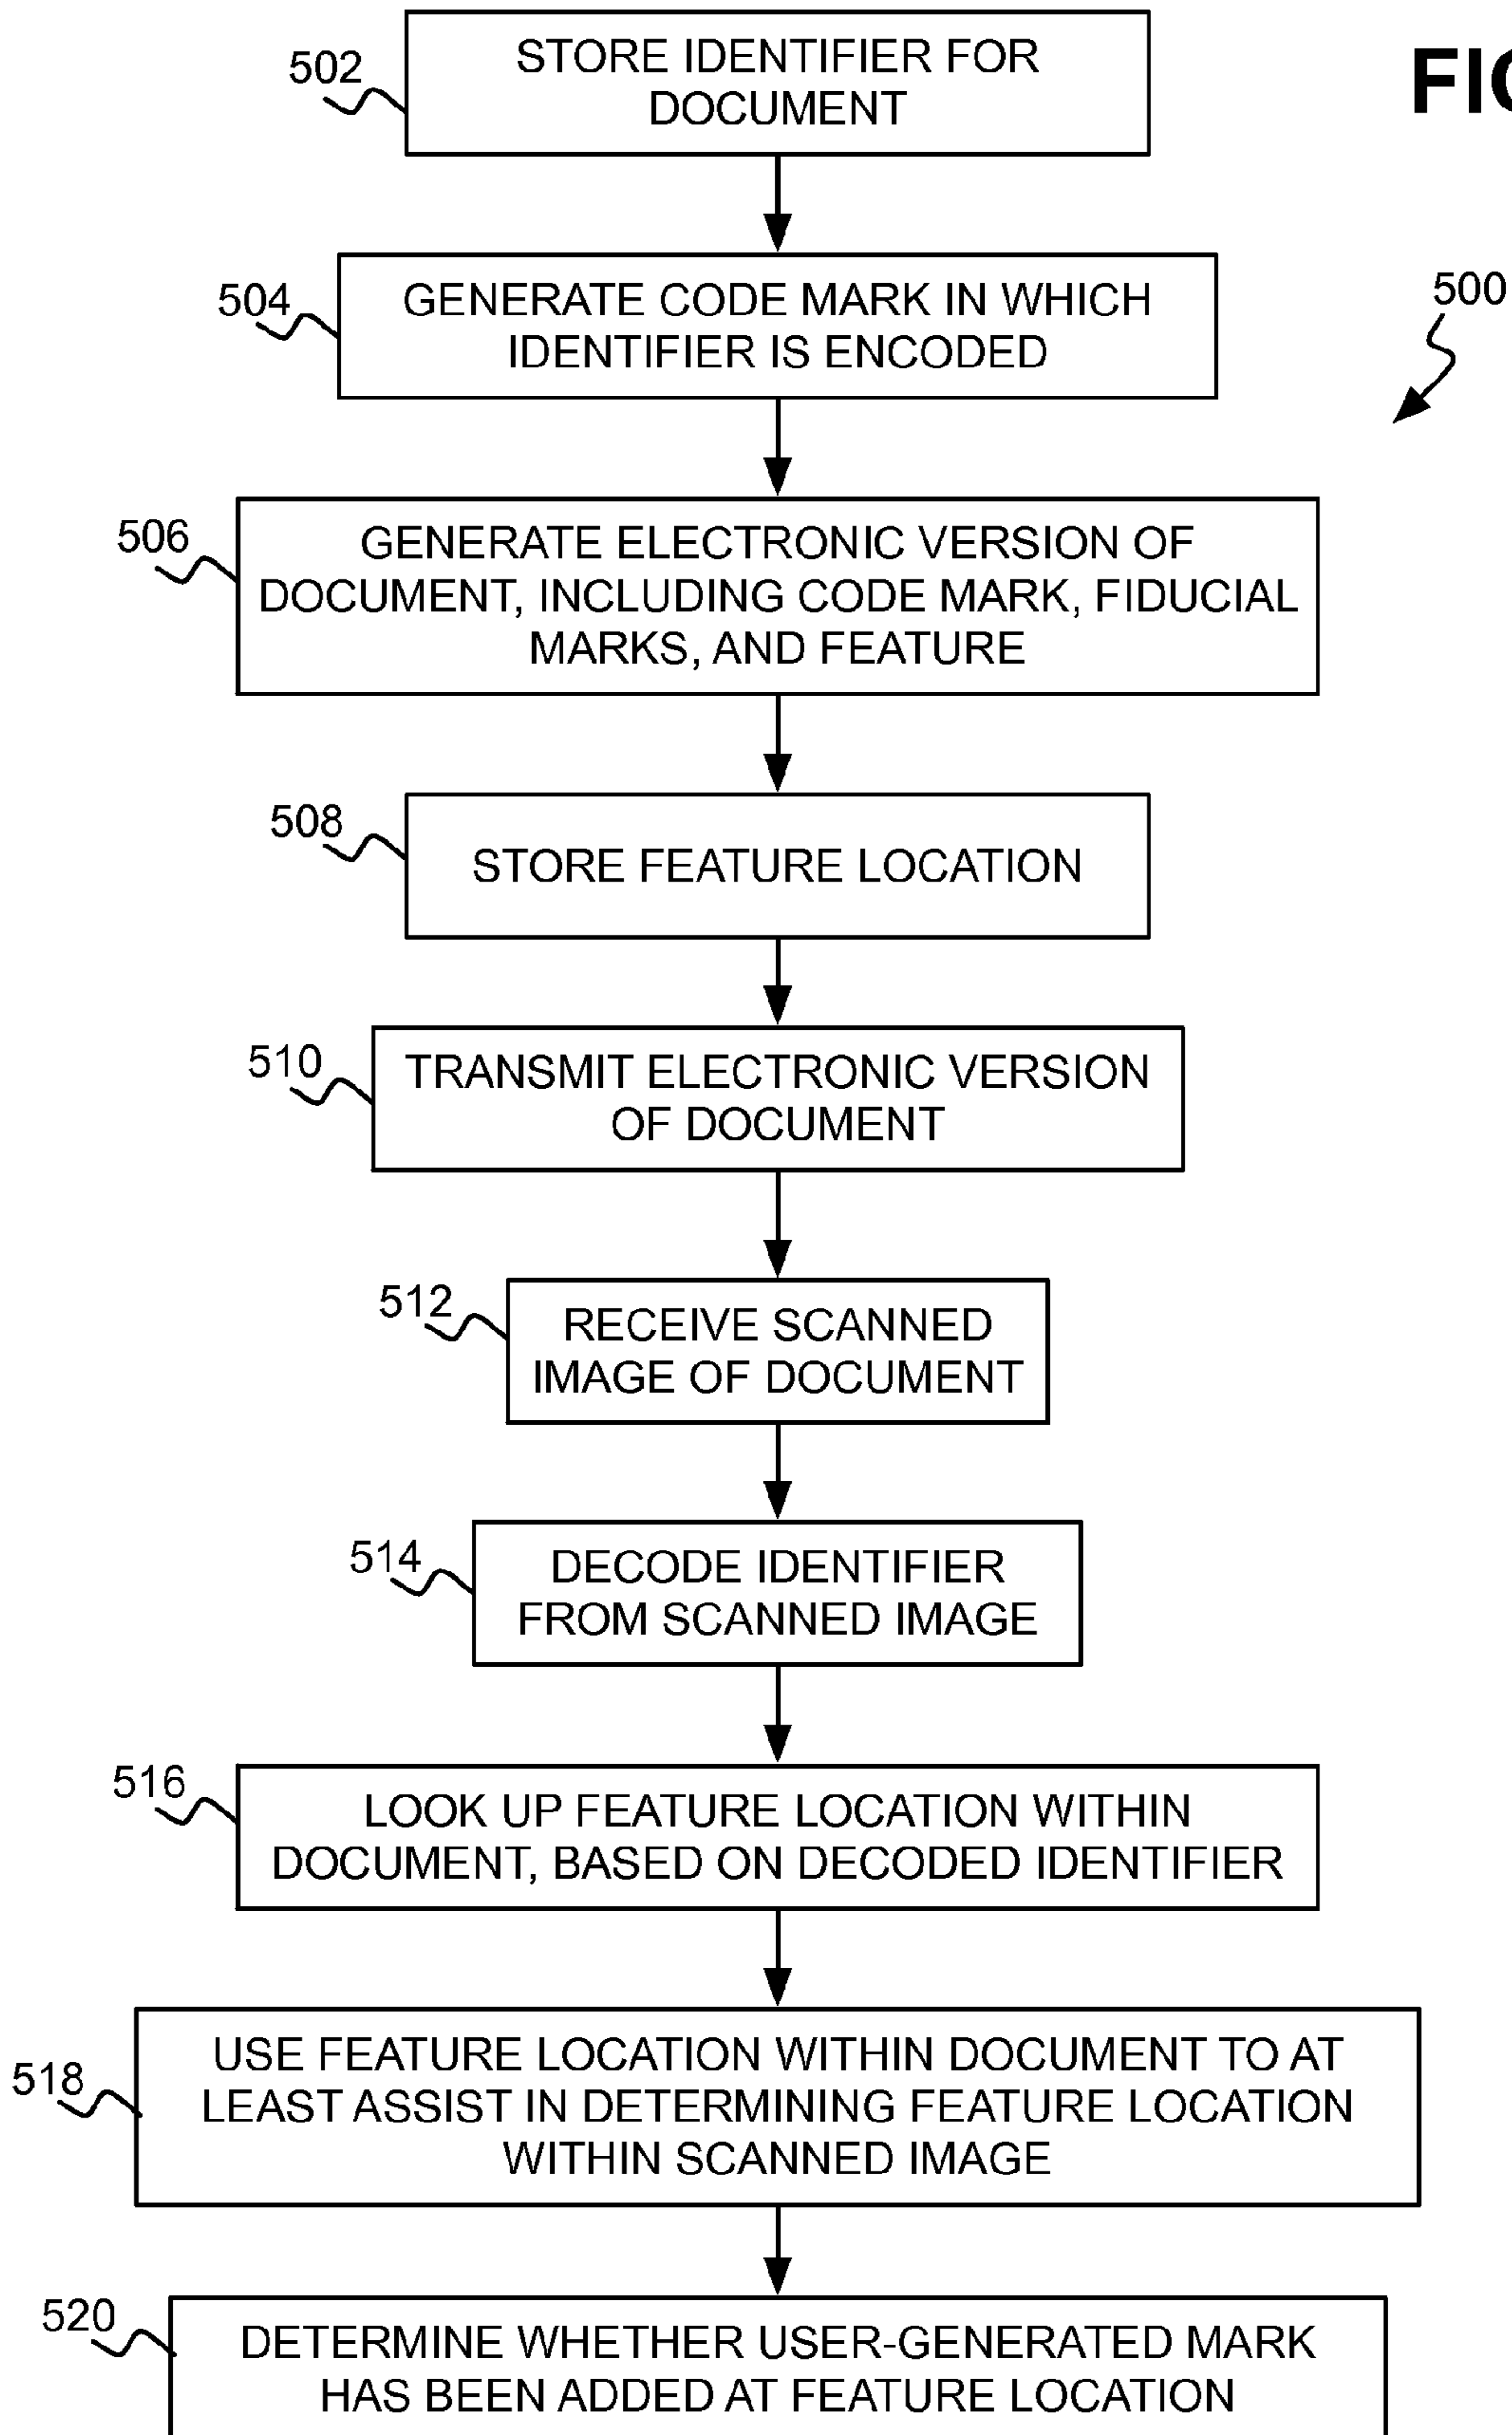 FIG
502
STORE IDENTIFIER FOR
DOCUMENT
504
GENERATE CODE MARK IN WHICH
IDENTIFIER IS ENCODED
500
506
GENERATE ELECTRONIC VERSION OF
DOCUMENT, INCLUDING CODE MARK, FIDUCIAL
MARKS, AND FEATURE
508
STORE FEATURE LOCATION
510
TRANSMIT ELECTRONIC VERSION
OF DOCUMENT
512
RECEIVE SCANNED
IMAGE OF DOCUMENT
514
DECODE IDENTIFIER
FROM SCANNED IMAGE
516
LOOK UP FEATURE LOCATION WITHIN
DOCUMENT, BASED ON DECODED IDENTIFIER
518
USE FEATURE LOCATION WITHIN DOCUMENT TO AT
LEAST ASSIST IN DETERMINING FEATURE LOCATION
WITHIN SCANNED IMAGE
520
DETERMINE WHETHER USER-GENERATED MARK
HAS BEEN ADDED AT FEATURE LOCATION